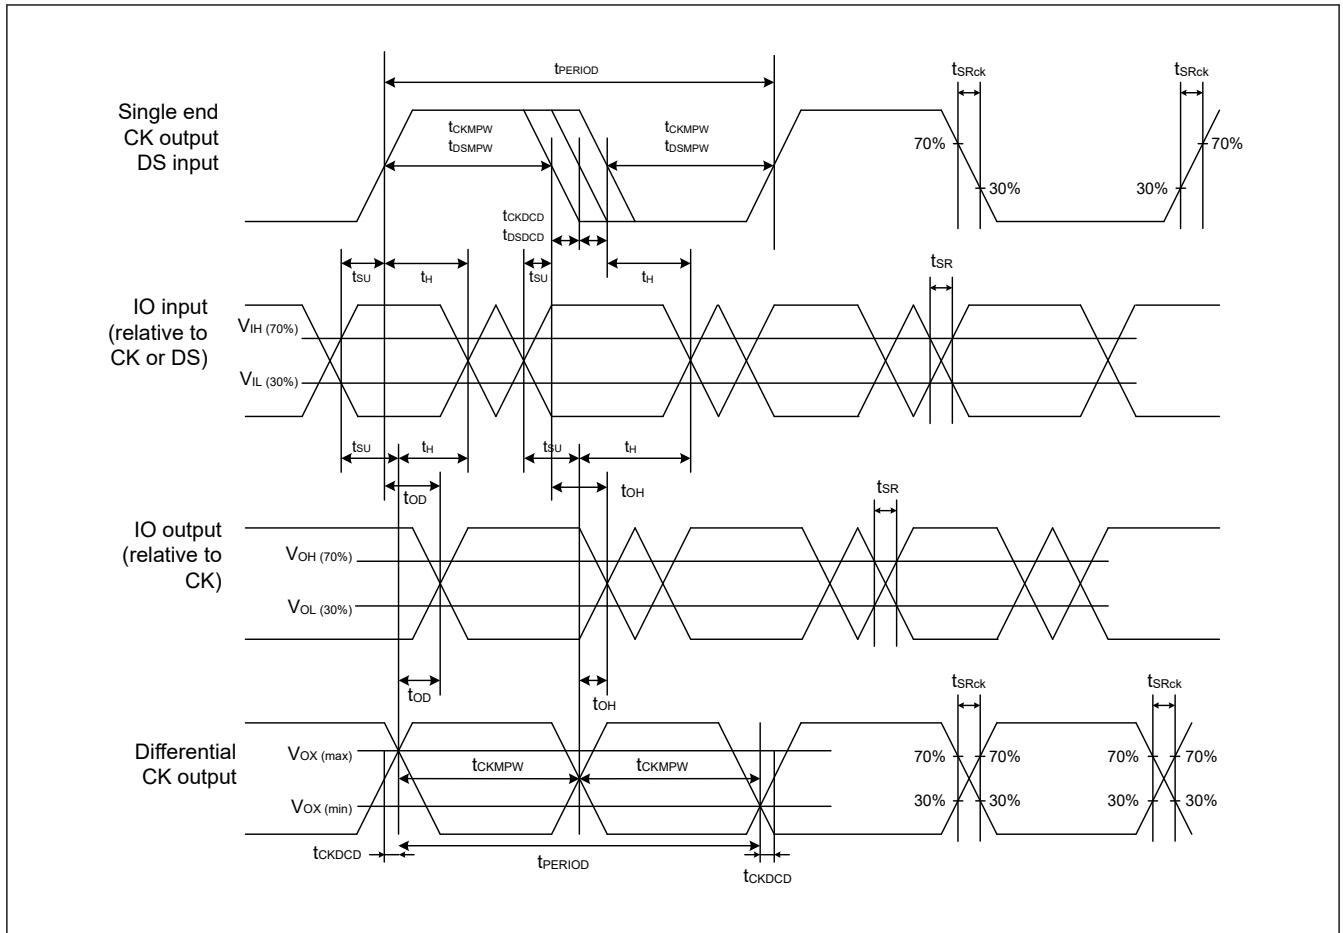 tPERIOD
tSRck
tSRck
Single end
CK output
DS input
tCKMPW
tDSMPW
tCKMPW
tDSMPW
70%
30%
30%
70%
tCKDCD
tDSDCD
tSU
tH
tSU
tH
tSR
IO input
(relative to
CK or DS)
VIH (70%)
VIL (30%)
tSU
tH
tSU
tH
tOD
tOH
tSR
IO output
(relative to
CK)
VOH (70%)
VOL (30%)
tOD
tOH
tSRck
tSRck
Differential
CK output
VOX (max)
tCKMPW
tCKMPW
70%
70%
70%
70%
VOX (min)
30%
30%
30%
30%
tCKDCD
tPERIOD
tCKDCD